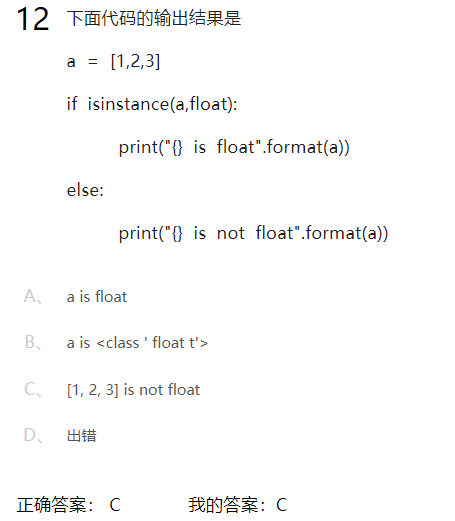 12 下面代码的输出结果是
a = [1,2,3]
if isinstance(a,float):
print("{} is float".format(a))
else:
print("{} is not float".format(a))
A、 a is float
B、 a is <class ' float t'>
C、 [1, 2, 3] is not float
D、 出错
正确答案： C 我的答案：C